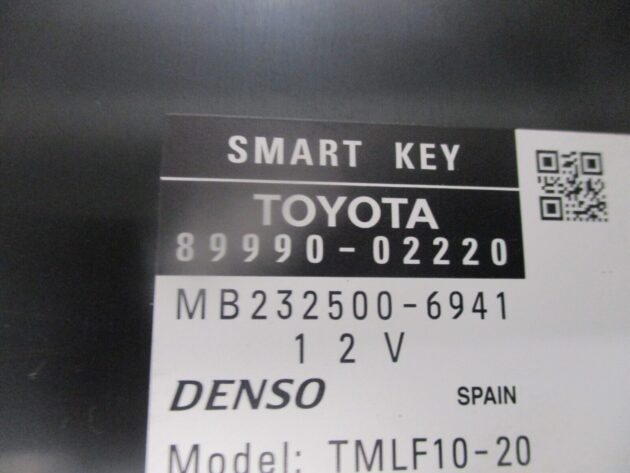 SMART KEY
TOYOTA
89990-02220
MB232500-6941
12V
DENSO SPAIN
Model: TMLF10-20